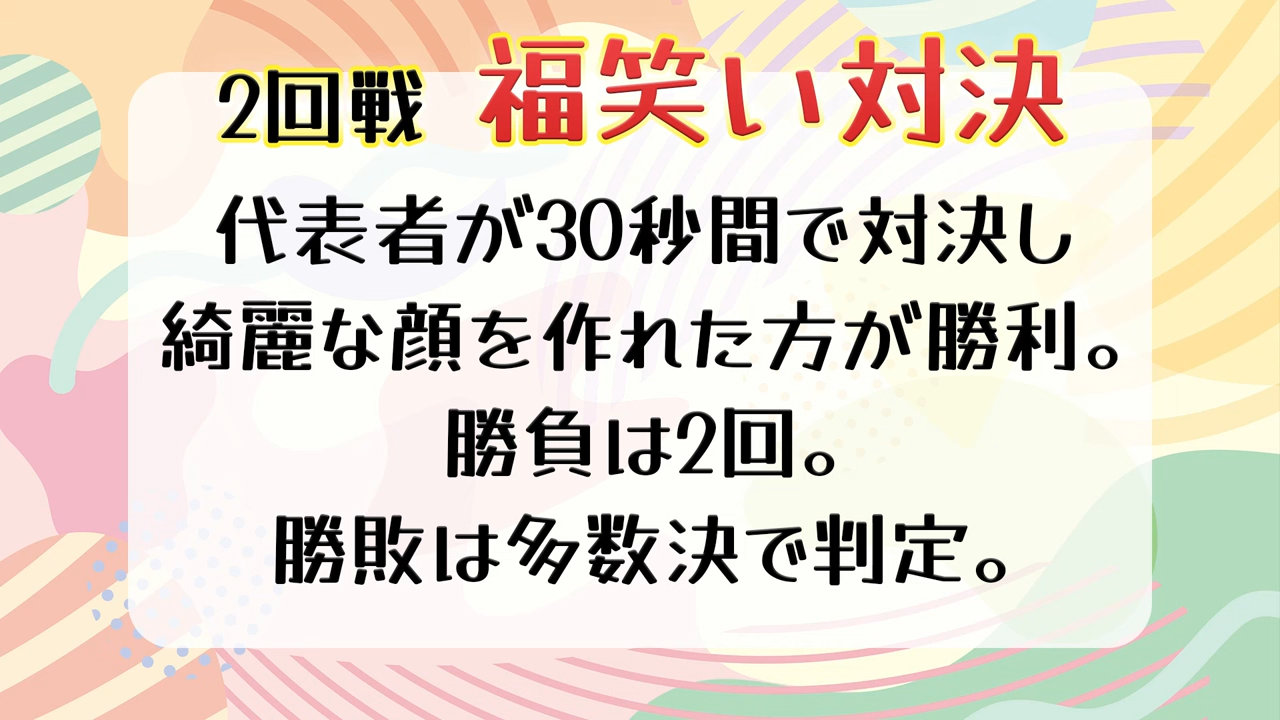 2回戦 福笑い対決
代表者が30秒間で対決し
綺麗な顔を作れた方が勝利。
勝負は2回。
勝敗は多数決で判定。